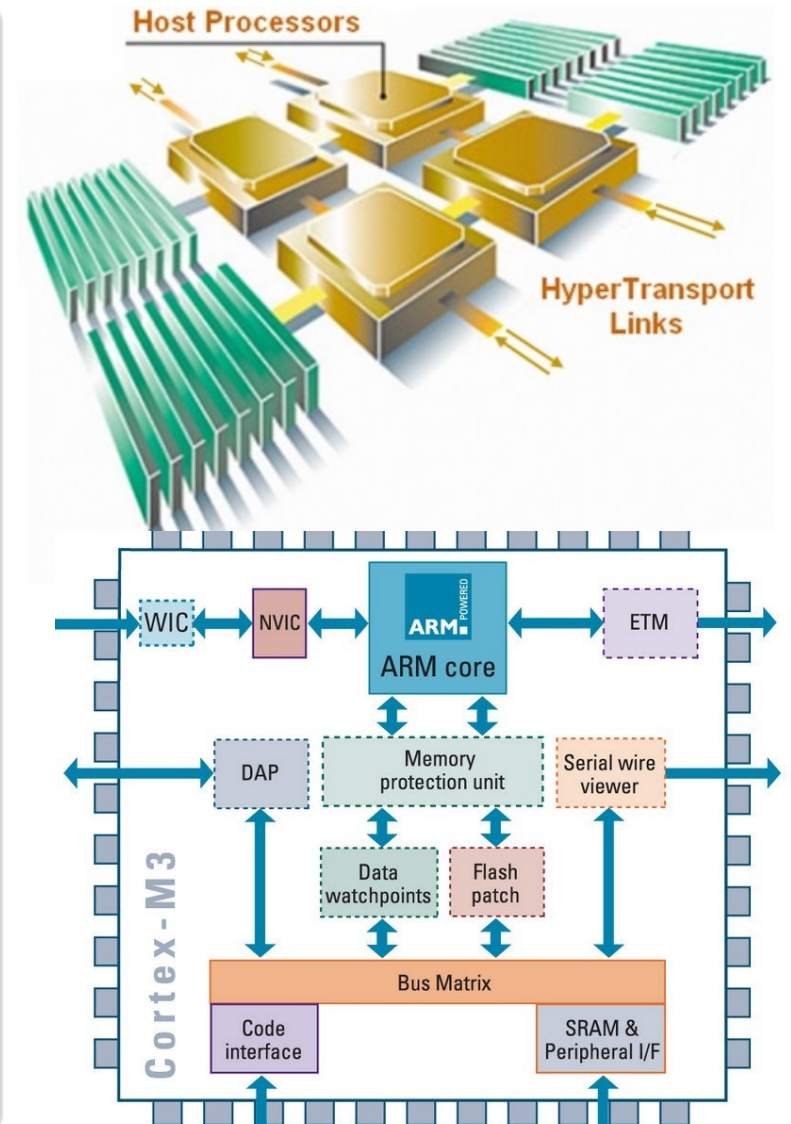 Host Processors
HyperTransport
Links
WIC
NVIC
ARM
POWERED
ARM core
ETM
DAP
Memory
protection unit
Serial wire
viewer
Data
watchpoints
Flash
patch
Cortex-M3
Bus Matrix
Code
interface
SRAM &
Peripheral I/F